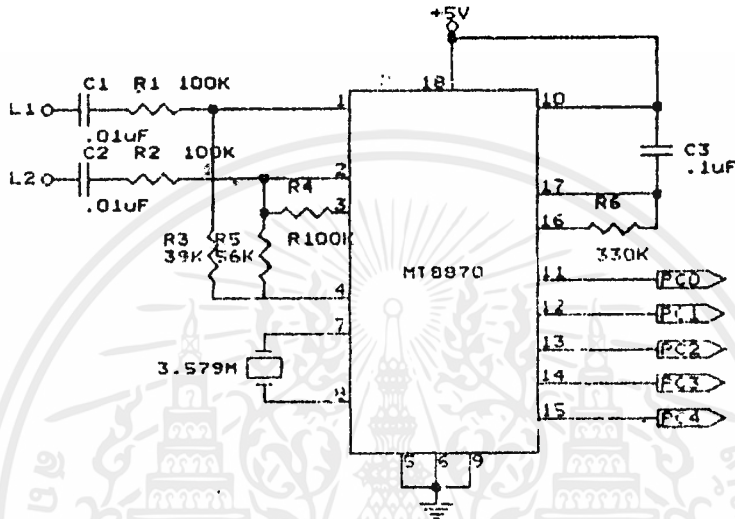 +5V
18
C1 R1 100K
L1
1
10
.01uF
C2 R2 100K
C3
.1uF
L2
2
17
.01uF
R4
3
R6
16
R3 R5
R100K
39K 56K
330K
MT8870
11
PC0
4
12
PC1
7
13
PC2
3.579M
14
PC3
8
15
PC4
5 6 9